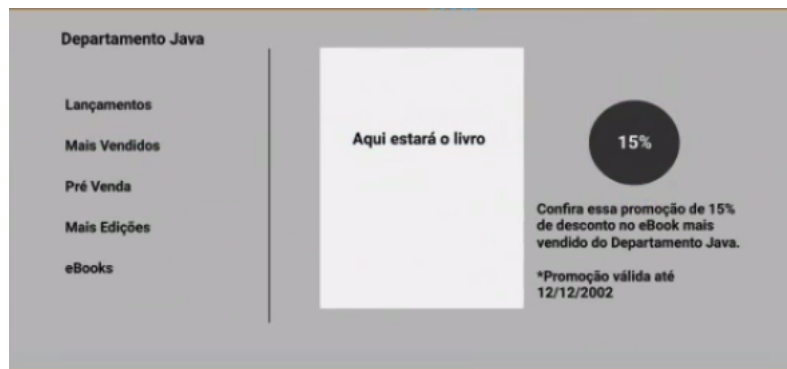 Departamento Java
Lançamentos
Mais Vendidos
Pré Venda
Mais Edições
eBooks
Aqui estará o livro
15%
Confira essa promoção de 15%
de desconto no eBook mais
vendido do Departamento Java.
*Promoção válida até
12/12/2002